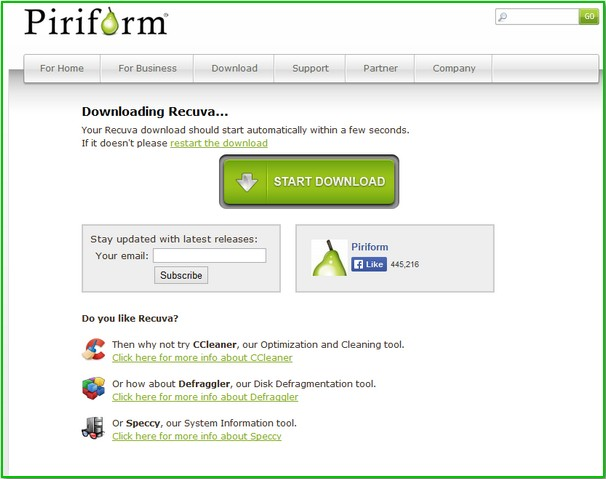 Piriform
GO
For Home
For Business
Download
Support
Partner
Company
Downloading Recuva...
Your Recuva download should start automatically within a few seconds.
If it doesn't please restart the download
START DOWNLOAD
Stay updated with latest releases:
Your email:
Subscribe
Piriform
Like 445,216
Do you like Recuva?
Then why not try CCleaner, our Optimization and Cleaning tool.
Click here for more info about CCleaner
Or how about Defraggler, our Disk Defragmentation tool.
Click here for more info about Defraggler
Or Speccy, our System Information tool.
Click here for more info about Speccy